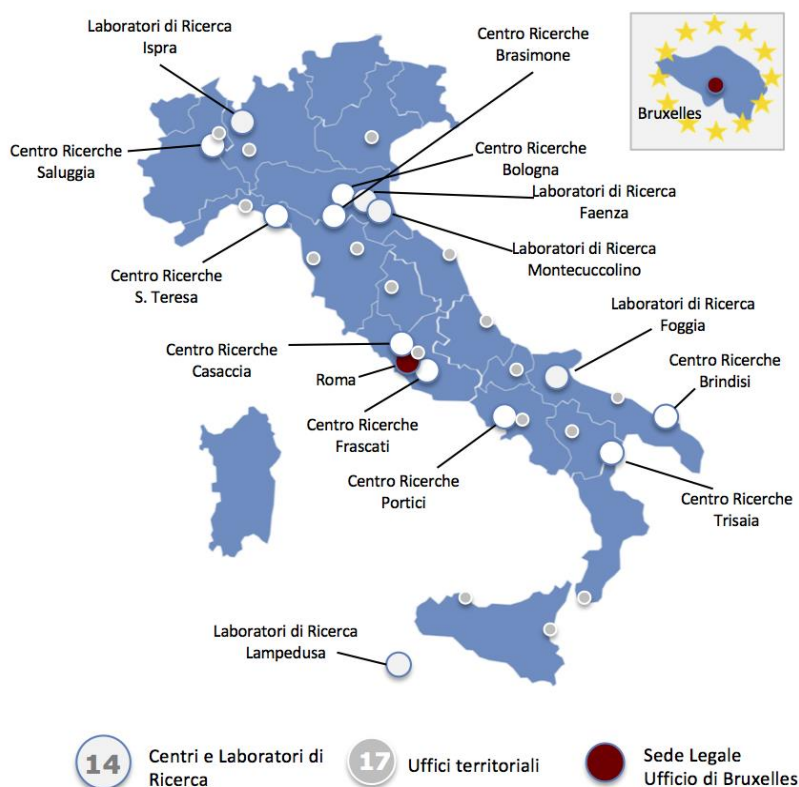 Laboratori di Ricerca
Ispra
Centro Ricerche
Brasimone
Bruxelles
Centro Ricerche
Saluggia
Centro Ricerche
Bologna
Laboratori di Ricerca
Faenza
Laboratori di Ricerca
Montecuccolino
Centro Ricerche
S. Teresa
Laboratori di Ricerca
Foggia
Centro Ricerche
Casaccia
Roma
Centro Ricerche
Brindisi
Centro Ricerche
Frascati
Centro Ricerche
Portici
Centro Ricerche
Trisaia
Laboratori di Ricerca
Lampedusa
14
Centri e Laboratori di
Ricerca
17
Uffici territoriali
Sede Legale
Ufficio di Bruxelles